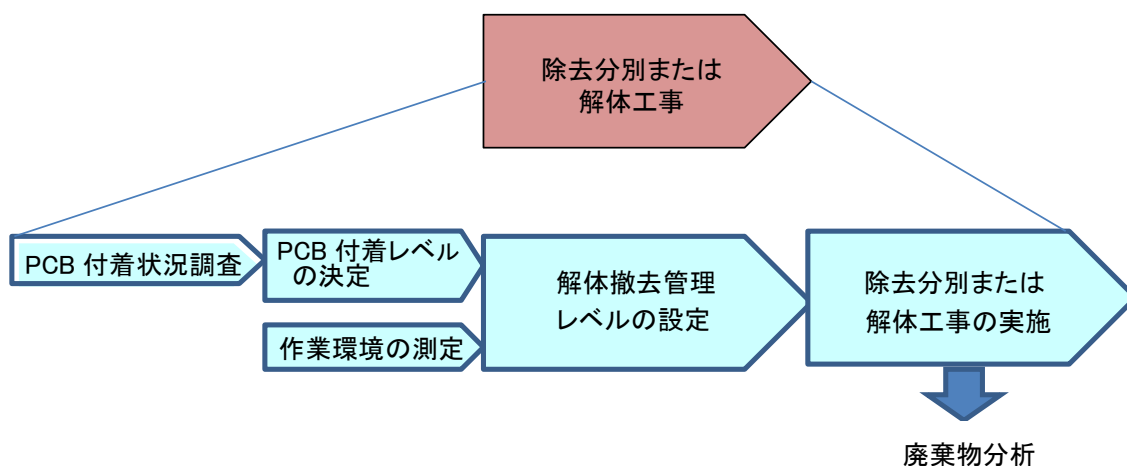 除去分別または
解体工事
PCB 付着状況調査
PCB 付着レベル
の決定
作業環境の測定
解体撤去管理
レベルの設定
除去分別または
解体工事の実施
廃棄物分析